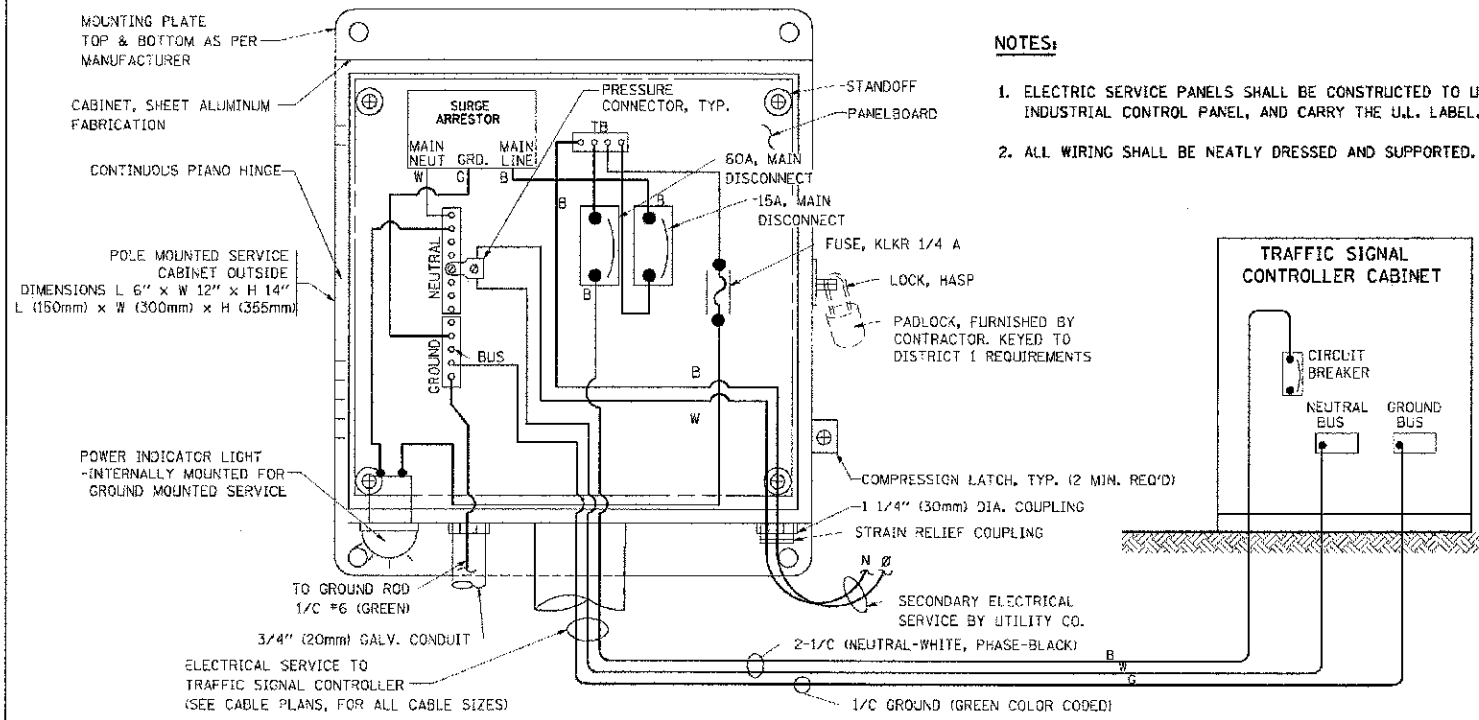 MOUNTING PLATE
TOP & BOTTOM AS PER
MANUFACTURER
CABINET, SHEET ALUMINUM
FABRICATION
CONTINUOUS PIANO HINGE
POLE MOUNTED SERVICE
CABINET OUTSIDE
DIMENSIONS L 6" x W 12" x H 14"
L (150mm) x W (300mm) x H (355mm)
POWER INDICATOR LIGHT
-INTERNALLY MOUNTED FOR
GROUND MOUNTED SERVICE
SURGE
ARRESTOR
MAIN
NEUT
GRD.
MAIN
LINE
W
G
B
PRESSURE
CONNECTOR, TYP.
TB
60A, MAIN
DISCONNECT
15A, MAIN
DISCONNECT
B
B
B
NEUTRAL
GROUND
BUS
B
W
STANDOFF
PANELBOARD
FUSE, KLKR 1/4 A
LOCK, HASP
PADLOCK, FURNISHED BY
CONTRACTOR. KEYED TO
DISTRICT 1 REQUIREMENTS
COMPRESSION LATCH, TYP. (2 MIN. REQ'D)
1 1/4" (30mm) DIA. COUPLING
STRAIN RELIEF COUPLING
N Ø
SECONDARY ELECTRICAL
SERVICE BY UTILITY CO.
TO GROUND ROD
1/C #6 (GREEN)
3/4" (20mm) GALV. CONDUIT
ELECTRICAL SERVICE TO
TRAFFIC SIGNAL CONTROLLER
(SEE CABLE PLANS, FOR ALL CABLE SIZES)
2-1/C (NEUTRAL-WHITE, PHASE-BLACK)
B
W
G
1/C GROUND (GREEN COLOR CODED)
NOTES:
1. ELECTRIC SERVICE PANELS SHALL BE CONSTRUCTED TO U
INDUSTRIAL CONTROL PANEL, AND CARRY THE U.L. LABEL.
2. ALL WIRING SHALL BE NEATLY DRESSED AND SUPPORTED.
TRAFFIC SIGNAL
CONTROLLER CABINET
CIRCUIT
BREAKER
NEUTRAL
BUS
GROUND
BUS